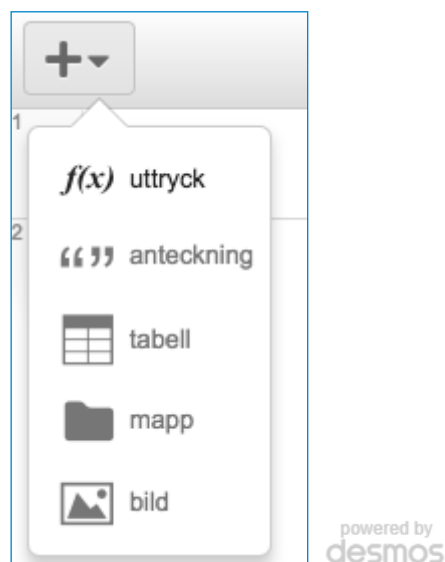 1
f(x) uttryck
2
anteckning
tabell
mapp
bild
powered by
desmos